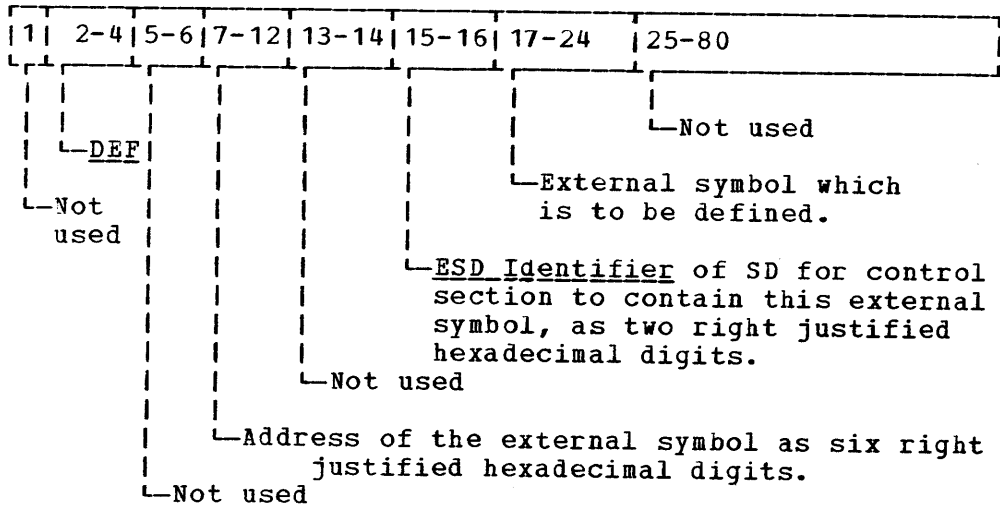 1 2-4 5-6 7-12 13-14 15-16 17-24 25-80
Not used
DEF
External symbol which
is to be defined.
Not
used
ESD Identifier of SD for control
section to contain this external
symbol, as two right justified
hexadecimal digits.
Not used
Address of the external symbol as six right
justified hexadecimal digits.
Not used